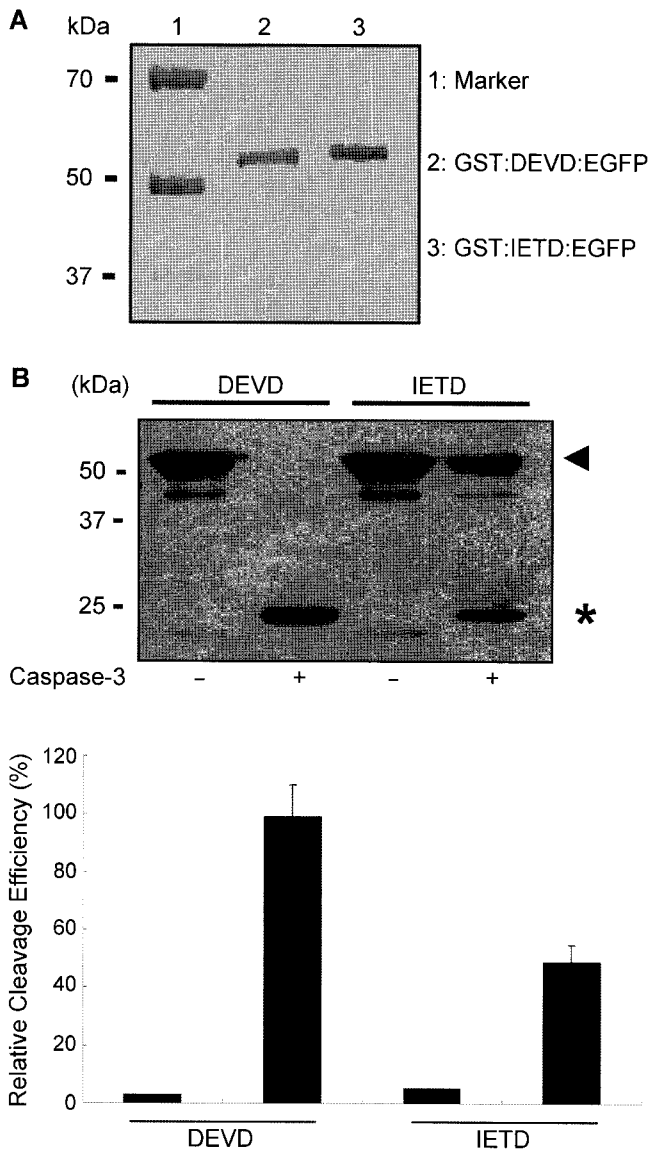 A
kDa 1 2 3
70
50
37
1: Marker
2: GST:DEVD:EGFP
3: GST:IETD:EGFP
B
(kDa) DEVD IETD
50
37
25
*
Caspase-3 – + – +
Relative Cleavage Efficiency (%)
120
100
80
60
40
20
0
DEVD IETD